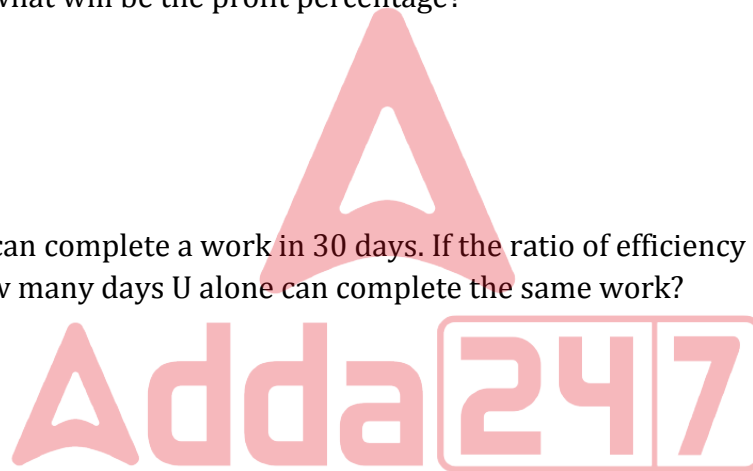 what will be the profit percentage?
can complete a work in 30 days. If the ratio of efficiency
many days U alone can complete the same work?
Adda247